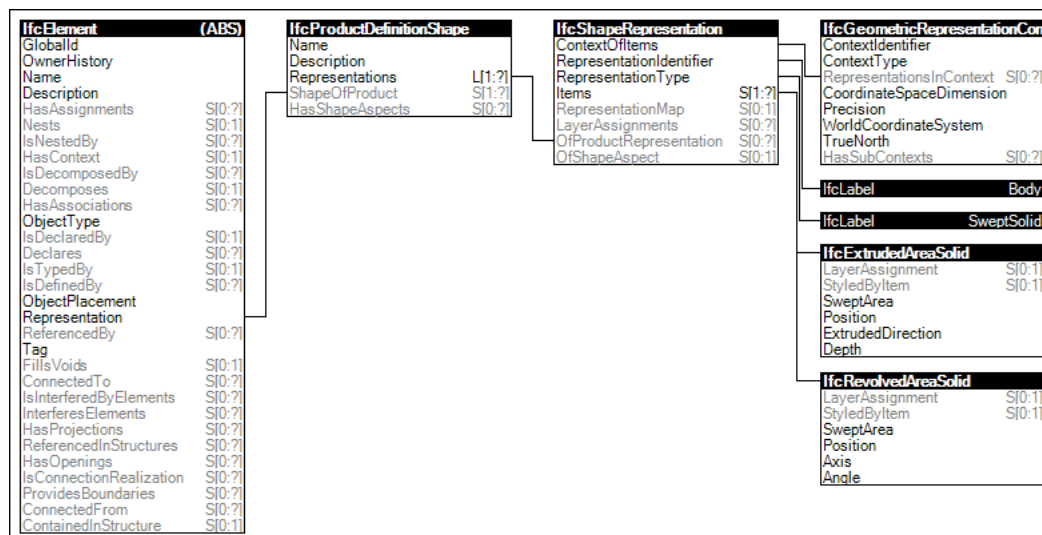 IfcElement (ABS)
GlobalId
OwnerHistory
Name
Description
HasAssignments S[0:?]
Nests S[0:1]
IsNestedBy S[0:?]
HasContext S[0:1]
IsDecomposedBy S[0:?]
Decomposes S[0:1]
HasAssociations S[0:?]
ObjectType
IsDeclaredBy S[0:1]
Declares S[0:?]
IsTypedBy S[0:1]
IsDefinedBy S[0:?]
ObjectPlacement
Representation
ReferencedBy S[0:?]
Tag
FillsVoids S[0:1]
ConnectedTo S[0:?]
IsInterferedByElements S[0:?]
InterferesElements S[0:?]
HasProjections S[0:?]
ReferencedInStructures S[0:?]
HasOpenings S[0:?]
IsConnectionRealization S[0:?]
ProvidesBoundaries S[0:?]
ConnectedFrom S[0:?]
ContainedInStructure S[0:1]
IfcProductDefinitionShape
Name
Description
Representations L[1:?]
ShapeOfProduct S[1:?]
HasShapeAspects S[0:?]
IfcShapeRepresentation
ContextOfItems
RepresentationIdentifier
RepresentationType
Items S[1:?]
RepresentationMap S[0:1]
LayerAssignments S[0:?]
OfProductRepresentation S[0:?]
OfShapeAspect S[0:1]
IfcGeometricRepresentationCon
ContextIdentifier
ContextType
RepresentationsInContext S[0:?]
CoordinateSpaceDimension
Precision
WorldCoordinateSystem
TrueNorth
HasSubContexts S[0:?]
IfcLabel Body
IfcLabel SweptSolid
IfcExtrudedAreaSolid
LayerAssignment S[0:1]
StyledByItem S[0:1]
SweptArea
Position
ExtrudedDirection
Depth
IfcRevolvedAreaSolid
LayerAssignment S[0:1]
StyledByItem S[0:1]
SweptArea
Position
Axis
Angle